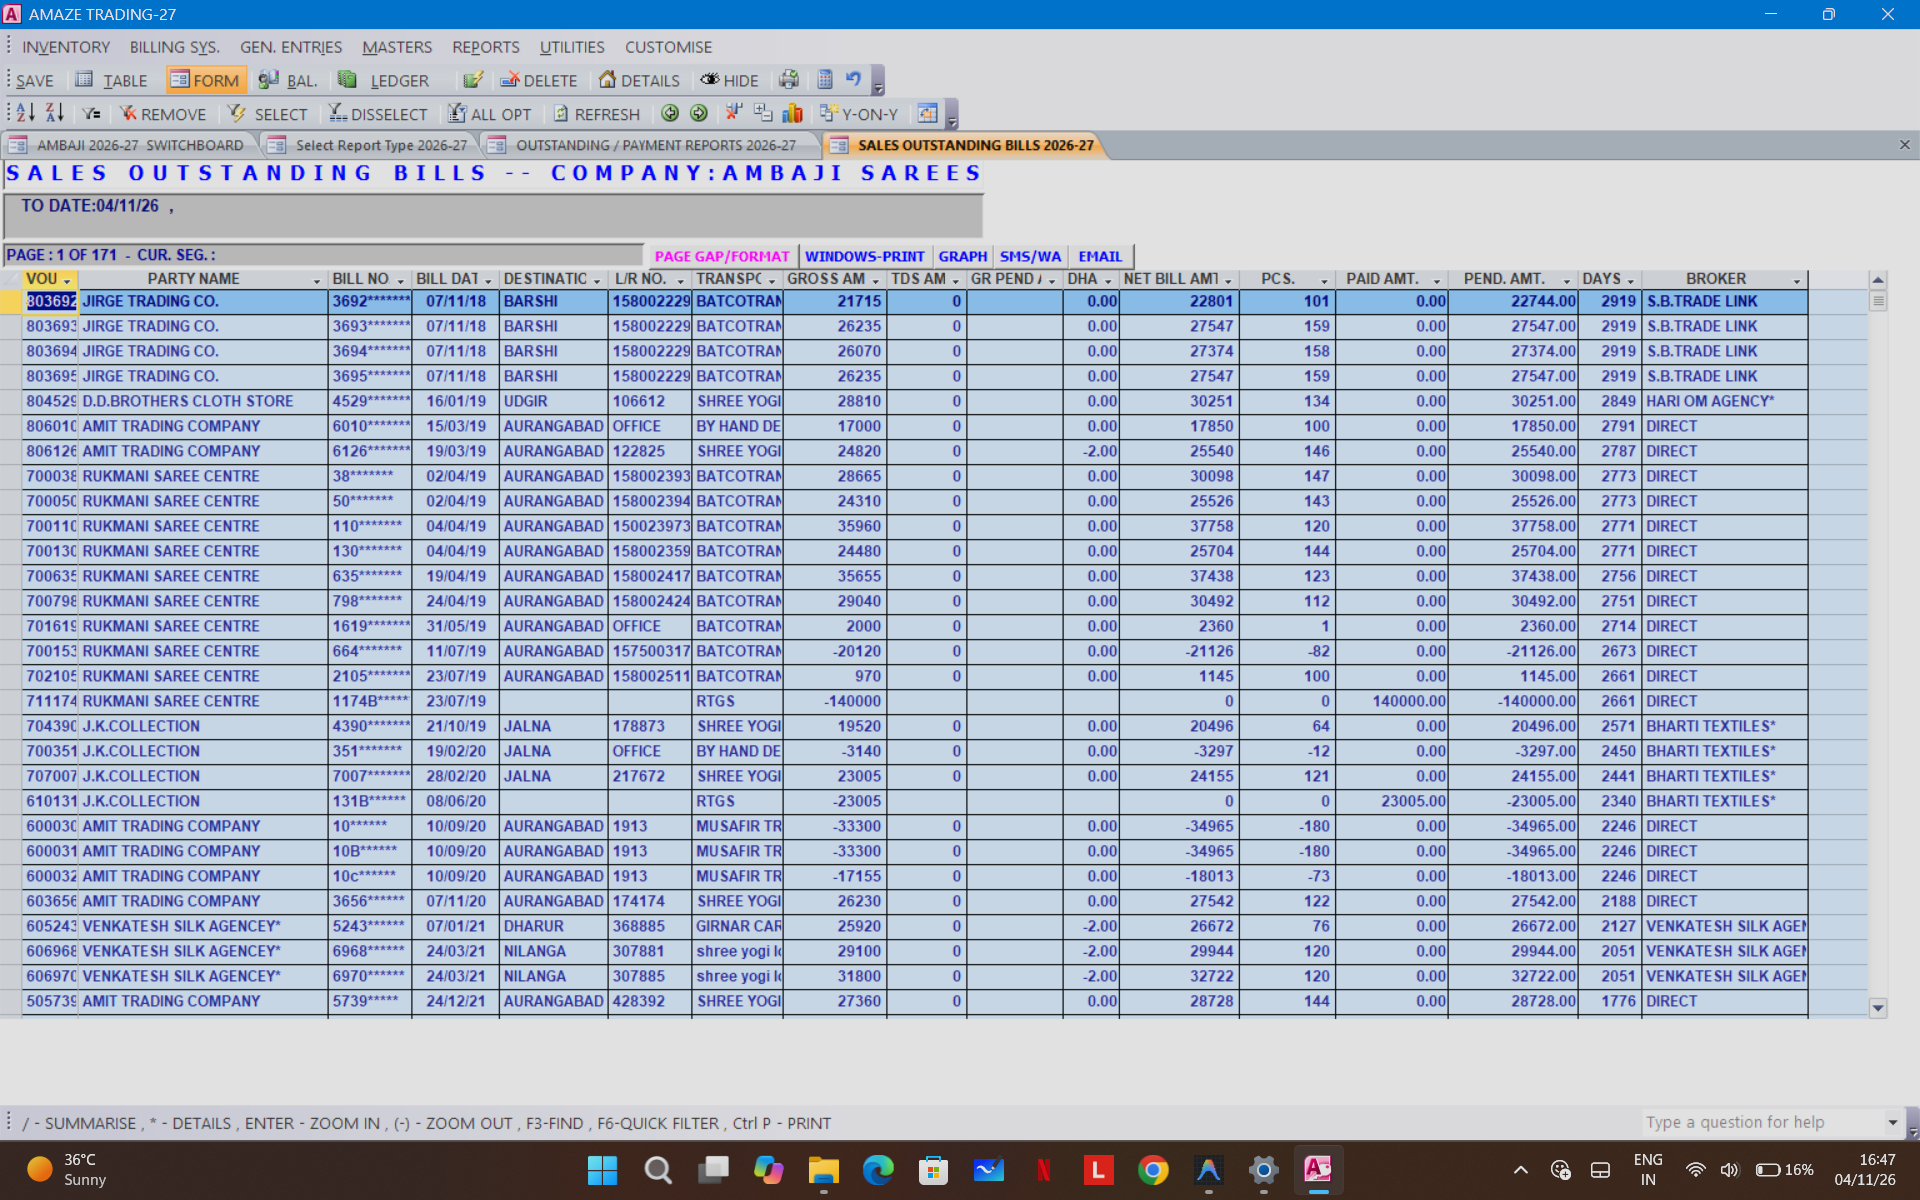 AMAZE TRADING-27
INVENTORY BILLING SYS. GEN. ENTRIES MASTERS REPORTS UTILITIES CUSTOMISE
SAVE TABLE FORM BAL. LEDGER DELETE DETAILS HIDE
REMOVE SELECT DISSELECT ALL OPT REFRESH Y-ON-Y
AMBAJI 2026-27 SWITCHBOARD Select Report Type 2026-27 OUTSTANDING / PAYMENT REPORTS 2026-27 SALES OUTSTANDING BILLS 2026-27
SALES OUTSTANDING BILLS -- COMPANY:AMBAJI SAREES
TO DATE:04/11/26 ,
PAGE : 1 OF 171 - CUR. SEG. : PAGE GAP/FORMAT WINDOWS-PRINT GRAPH SMS/WA EMAIL
VOU PARTY NAME BILL NO BILL DAT DESTINATIC L/R NO. TRANSPC GROSS AM TDS AM GR PEND A DHA NET BILL AMT PCS. PAID AMT. PEND. AMT. DAYS BROKER
803692 JIRGE TRADING CO. 3692******* 07/11/18 BARSHI 158002229 BATCOTRAN 21715 0 0.00 22801 101 0.00 22744.00 2919 S.B.TRADE LINK
803693 JIRGE TRADING CO. 3693******* 07/11/18 BARSHI 158002229 BATCOTRAN 26235 0 0.00 27547 159 0.00 27547.00 2919 S.B.TRADE LINK
803694 JIRGE TRADING CO. 3694******* 07/11/18 BARSHI 158002229 BATCOTRAN 26070 0 0.00 27374 158 0.00 27374.00 2919 S.B.TRADE LINK
803695 JIRGE TRADING CO. 3695******* 07/11/18 BARSHI 158002229 BATCOTRAN 26235 0 0.00 27547 159 0.00 27547.00 2919 S.B.TRADE LINK
804529 D.D.BROTHERS CLOTH STORE 4529******* 16/01/19 UDGIR 106612 SHREE YOGI 28810 0 0.00 30251 134 0.00 30251.00 2849 HARI OM AGENCY*
806010 AMIT TRADING COMPANY 6010******* 15/03/19 AURANGABAD OFFICE BY HAND DE 17000 0 0.00 17850 100 0.00 17850.00 2791 DIRECT
806126 AMIT TRADING COMPANY 6126******* 19/03/19 AURANGABAD 122825 SHREE YOGI 24820 0 -2.00 25540 146 0.00 25540.00 2787 DIRECT
700038 RUKMANI SAREE CENTRE 38******* 02/04/19 AURANGABAD 158002393 BATCOTRAN 28665 0 0.00 30098 147 0.00 30098.00 2773 DIRECT
700050 RUKMANI SAREE CENTRE 50******* 02/04/19 AURANGABAD 158002394 BATCOTRAN 24310 0 0.00 25526 143 0.00 25526.00 2773 DIRECT
700110 RUKMANI SAREE CENTRE 110******* 04/04/19 AURANGABAD 150023973 BATCOTRAN 35960 0 0.00 37758 120 0.00 37758.00 2771 DIRECT
700130 RUKMANI SAREE CENTRE 130******* 04/04/19 AURANGABAD 158002359 BATCOTRAN 24480 0 0.00 25704 144 0.00 25704.00 2771 DIRECT
700635 RUKMANI SAREE CENTRE 635******* 19/04/19 AURANGABAD 158002417 BATCOTRAN 35655 0 0.00 37438 123 0.00 37438.00 2756 DIRECT
700798 RUKMANI SAREE CENTRE 798******* 24/04/19 AURANGABAD 158002424 BATCOTRAN 29040 0 0.00 30492 112 0.00 30492.00 2751 DIRECT
701619 RUKMANI SAREE CENTRE 1619******* 31/05/19 AURANGABAD OFFICE BATCOTRAN 2000 0 0.00 2360 1 0.00 2360.00 2714 DIRECT
700153 RUKMANI SAREE CENTRE 664******* 11/07/19 AURANGABAD 157500317 BATCOTRAN -20120 0 0.00 -21126 -82 0.00 -21126.00 2673 DIRECT
702105 RUKMANI SAREE CENTRE 2105******* 23/07/19 AURANGABAD 158002511 BATCOTRAN 970 0 0.00 1145 100 0.00 1145.00 2661 DIRECT
711174 RUKMANI SAREE CENTRE 1174B***** 23/07/19 RTGS -140000 0 0 140000.00 -140000.00 2661 DIRECT
704390 J.K.COLLECTION 4390******* 21/10/19 JALNA 178873 SHREE YOGI 19520 0 0.00 20496 64 0.00 20496.00 2571 BHARTI TEXTILES*
700351 J.K.COLLECTION 351******* 19/02/20 JALNA OFFICE BY HAND DE -3140 0 0.00 -3297 -12 0.00 -3297.00 2450 BHARTI TEXTILES*
707007 J.K.COLLECTION 7007******* 28/02/20 JALNA 217672 SHREE YOGI 23005 0 0.00 24155 121 0.00 24155.00 2441 BHARTI TEXTILES*
610131 J.K.COLLECTION 131B****** 08/06/20 RTGS -23005 0 0 23005.00 -23005.00 2340 BHARTI TEXTILES*
600030 AMIT TRADING COMPANY 10****** 10/09/20 AURANGABAD 1913 MUSAFIR TR -33300 0 0.00 -34965 -180 0.00 -34965.00 2246 DIRECT
600031 AMIT TRADING COMPANY 10B****** 10/09/20 AURANGABAD 1913 MUSAFIR TR -33300 0 0.00 -34965 -180 0.00 -34965.00 2246 DIRECT
600032 AMIT TRADING COMPANY 10c****** 10/09/20 AURANGABAD 1913 MUSAFIR TR -17155 0 0.00 -18013 -73 0.00 -18013.00 2246 DIRECT
603656 AMIT TRADING COMPANY 3656****** 07/11/20 AURANGABAD 174174 SHREE YOGI 26230 0 0.00 27542 122 0.00 27542.00 2188 DIRECT
605243 VENKATESH SILK AGENCEY* 5243****** 07/01/21 DHARUR 368885 GIRNAR CAR 25920 0 -2.00 26672 76 0.00 26672.00 2127 VENKATESH SILK AGEN
606968 VENKATESH SILK AGENCEY* 6968****** 24/03/21 NILANGA 307881 shree yogi lo 29100 0 -2.00 29944 120 0.00 29944.00 2051 VENKATESH SILK AGEN
606970 VENKATESH SILK AGENCEY* 6970****** 24/03/21 NILANGA 307885 shree yogi lo 31800 0 -2.00 32722 120 0.00 32722.00 2051 VENKATESH SILK AGEN
505739 AMIT TRADING COMPANY 5739***** 24/12/21 AURANGABAD 428392 SHREE YOGI 27360 0 0.00 28728 144 0.00 28728.00 1776 DIRECT
/ - SUMMARISE , * - DETAILS , ENTER - ZOOM IN , (-) - ZOOM OUT , F3-FIND , F6-QUICK FILTER , Ctrl P - PRINT Type a question for help
36°C
Sunny
ENG
IN
16%
16:47
04/11/26